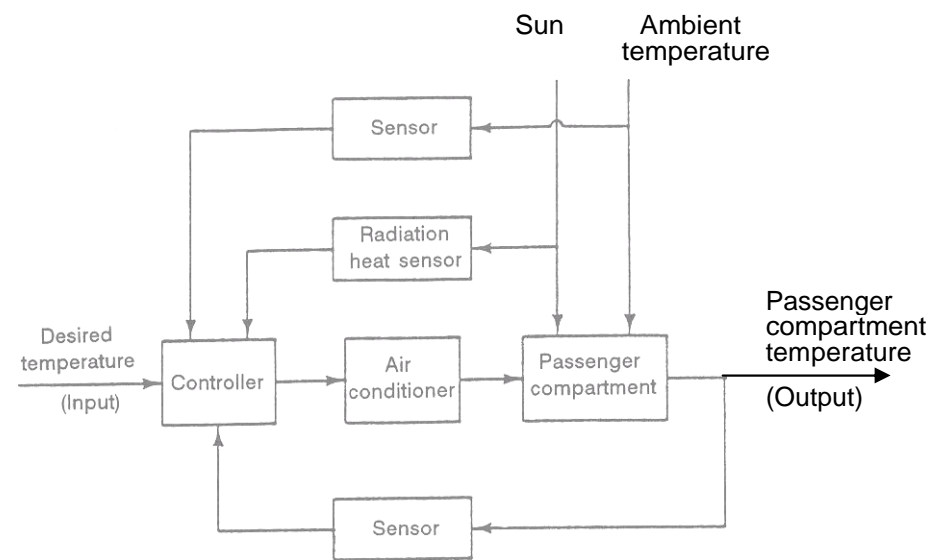 Sun
Ambient
temperature
Sensor
Radiation
heat sensor
Desired
temperature
(Input)
Controller
Air
conditioner
Passenger
compartment
Passenger
compartment
temperature
(Output)
Sensor